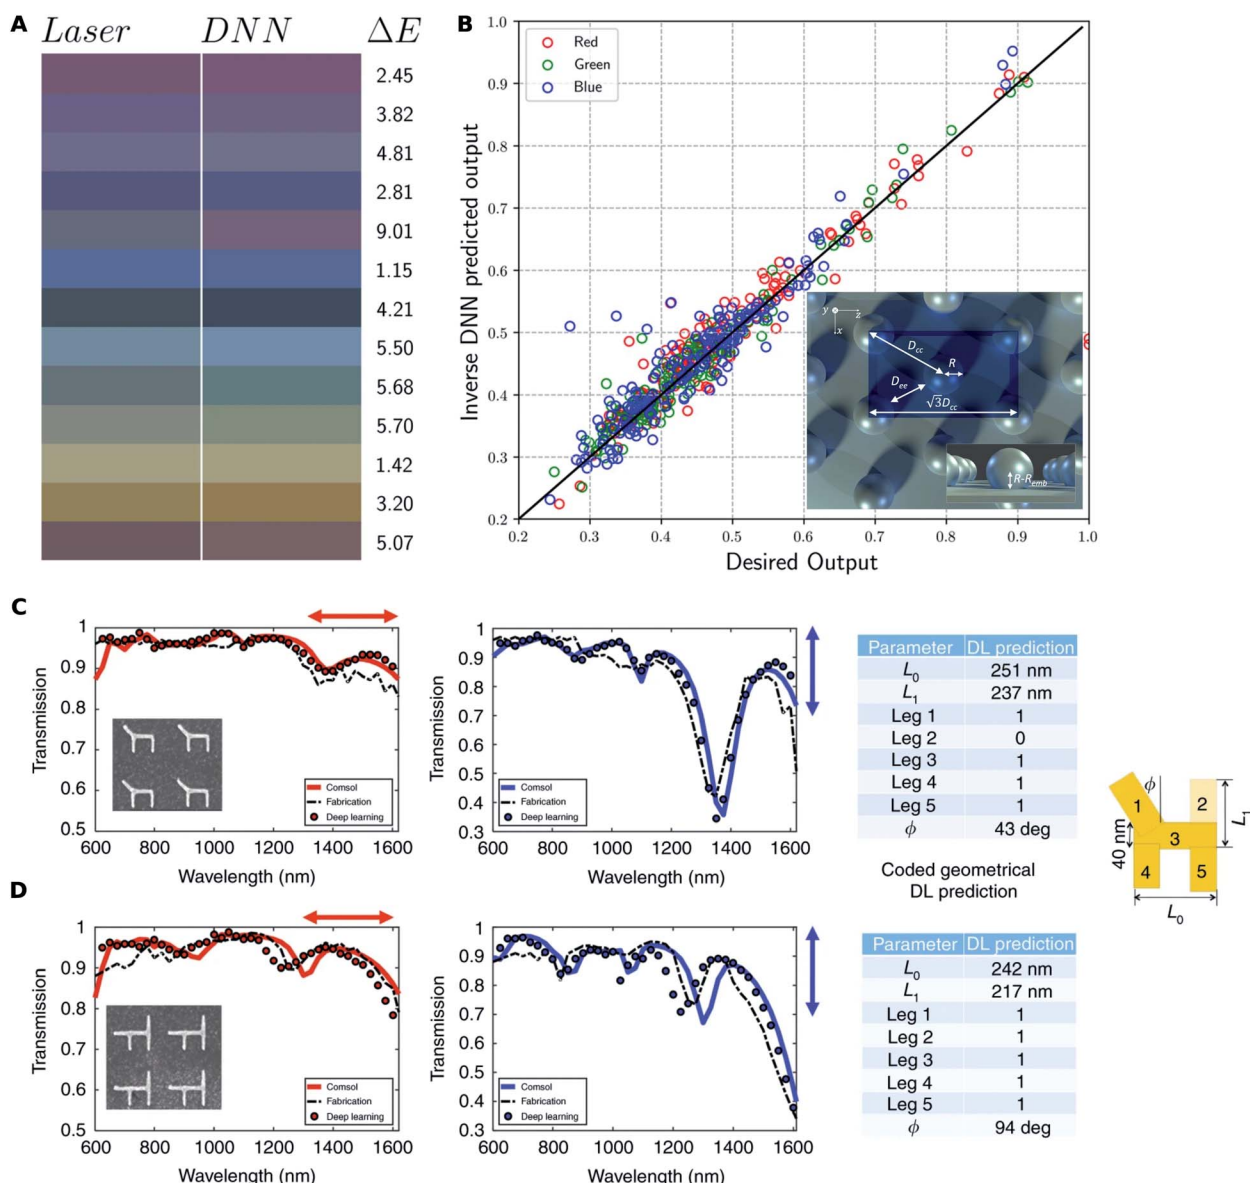 A
Laser DNN ΔE
2.45
3.82
4.81
2.81
9.01
1.15
4.21
5.50
5.68
5.70
1.42
3.20
5.07
B
Inverse DNN predicted output
1.0
0.9
0.8
0.7
0.6
0.5
0.4
0.3
0.2
Red
Green
Blue
y z
x
D_cc
R
D_ee
√3D_cc
R-R_emb
0.2 0.3 0.4 0.5 0.6 0.7 0.8 0.9 1.0
Desired Output
C
Transmission
1
0.9
0.8
0.7
0.6
0.5
Comsol
Fabrication
Deep learning
600 800 1000 1200 1400 1600
Wavelength (nm)
Transmission
1
0.9
0.8
0.7
0.6
0.5
0.4
0.3
Comsol
Fabrication
Deep learning
600 800 1000 1200 1400 1600
Wavelength (nm)
Parameter DL prediction
L_0 251 nm
L_1 237 nm
Leg 1 1
Leg 2 0
Leg 3 1
Leg 4 1
Leg 5 1
ϕ 43 deg
Coded geometrical
DL prediction
ϕ
1 2
3
4 5
40 nm
L_1
L_0
D
Transmission
1
0.9
0.8
0.7
0.6
0.5
Comsol
Fabrication
Deep learning
600 800 1000 1200 1400 1600
Wavelength (nm)
Transmission
1
0.9
0.8
0.7
0.6
0.5
0.4
0.3
Comsol
Fabrication
Deep learning
600 800 1000 1200 1400 1600
Wavelength (nm)
Parameter DL prediction
L_0 242 nm
L_1 217 nm
Leg 1 1
Leg 2 1
Leg 3 1
Leg 4 1
Leg 5 1
ϕ 94 deg